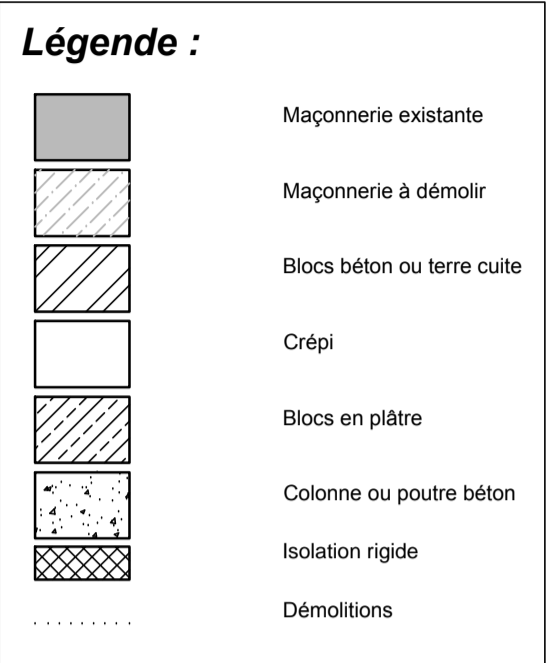 Légende :
Maçonnerie existante
Maçonnerie à démolir
Blocs béton ou terre cuite
Crépi
Blocs en plâtre
Colonne ou poutre béton
Isolation rigide
Démolitions